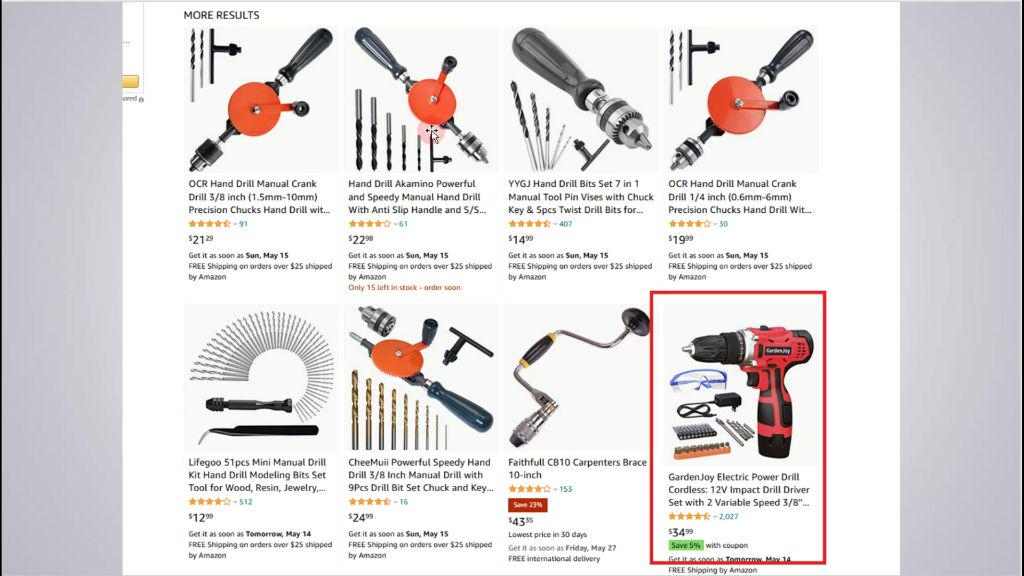 MORE RESULTS
...
ored
OCR Hand Drill Manual Crank
Drill 3/8 inch (1.5mm-10mm)
Precision Chucks Hand Drill wit...
91
$21.29
Get it as soon as Sun, May 15
FREE Shipping on orders over $25 shipped
by Amazon
Hand Drill Akamino Powerful
and Speedy Manual Hand Drill
With Anti Slip Handle and S/S...
61
$22.98
Get it as soon as Sun, May 15
FREE Shipping on orders over $25 shipped
by Amazon
Only 15 left in stock - order soon.
YYGJ Hand Drill Bits Set 7 in 1
Manual Tool Pin Vises with Chuck
Key & 5pcs Twist Drill Bits for...
407
$14.99
Get it as soon as Sun, May 15
FREE Shipping on orders over $25 shipped
by Amazon
OCR Hand Drill Manual Crank
Drill 1/4 inch (0.6mm-6mm)
Precision Chucks Hand Drill Wit...
30
$19.99
Get it as soon as Sun, May 15
FREE Shipping on orders over $25 shipped
by Amazon
Lifegoo 51pcs Mini Manual Drill
Kit Hand Drill Modeling Bits Set
Tool for Wood, Resin, Jewelry,...
512
$12.99
Get it as soon as Tomorrow, May 14
FREE Shipping on orders over $25 shipped
by Amazon
CheeMuii Powerful Speedy Hand
Drill 3/8 Inch Manual Drill with
9Pcs Drill Bit Set Chuck and Key...
16
$24.99
Get it as soon as Sun, May 15
FREE Shipping on orders over $25 shipped
by Amazon
Faithfull CB10 Carpenters Brace
10-inch
153
Save 23%
$43.35
Lowest price in 30 days
Get it as soon as Friday, May 27
FREE international delivery
GardenJoy
GardenJoy Electric Power Drill
Cordless: 12V Impact Drill Driver
Set with 2 Variable Speed 3/8"...
2,027
$34.99
Save 5% with coupon
Get it as soon as Tomorrow, May 14
FREE Shipping by Amazon